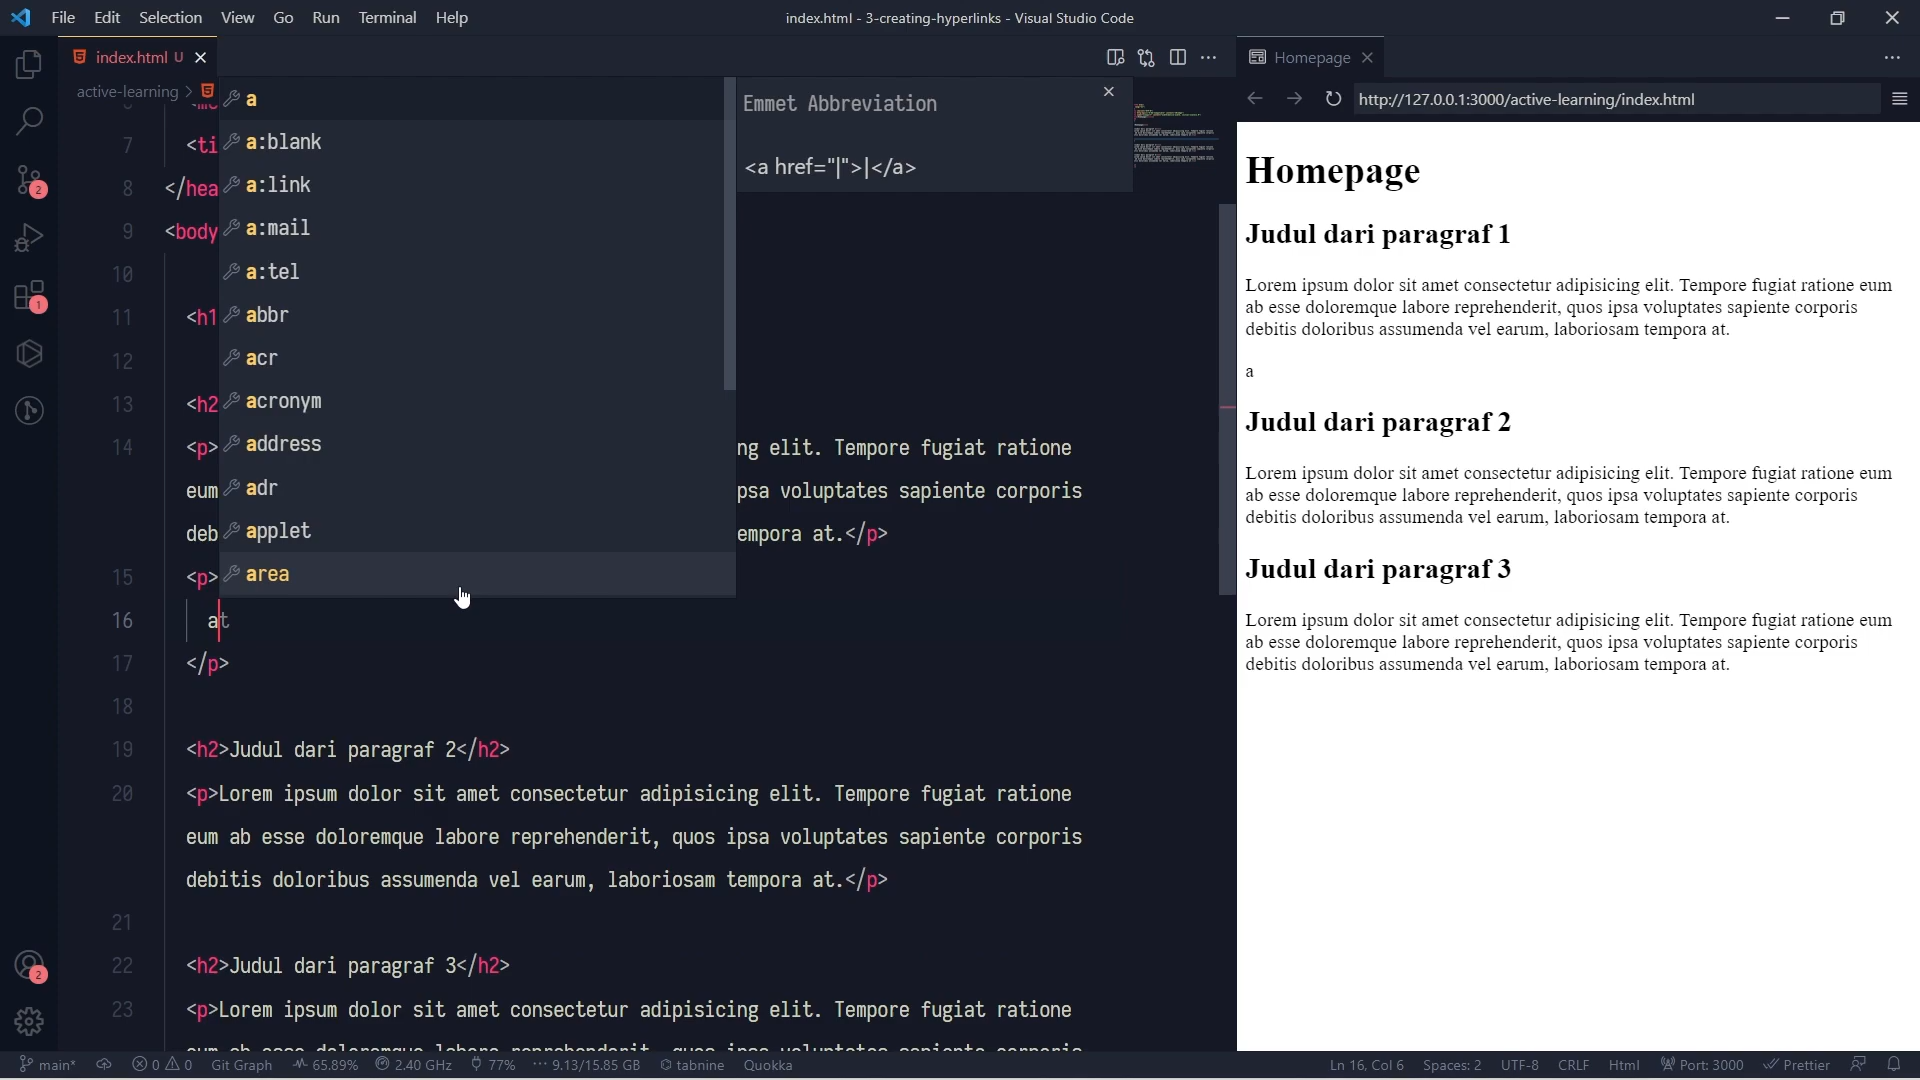 File Edit Selection View Go Run Terminal Help
index.html - 3-creating-hyperlinks - Visual Studio Code
index.html U
Homepage
active-learning >
http://127.0.0.1:3000/active-learning/index.html
a
a:blank
a:link
a:mail
a:tel
abbr
acr
acronym
address
adr
applet
area
Emmet Abbreviation
<a href="|">|</a>
7 <ti
8 </hea
9 <body
10
11 <h1
12
13 <h2
14 <p> ng elit. Tempore fugiat ratione
eum psa voluptates sapiente corporis
deb empora at.</p>
15 <p>
16 at
17 </p>
18
19 <h2>Judul dari paragraf 2</h2>
20 <p>Lorem ipsum dolor sit amet consectetur adipisicing elit. Tempore fugiat ratione
eum ab esse doloremque labore reprehenderit, quos ipsa voluptates sapiente corporis
debitis doloribus assumenda vel earum, laboriosam tempora at.</p>
21
22 <h2>Judul dari paragraf 3</h2>
23 <p>Lorem ipsum dolor sit amet consectetur adipisicing elit. Tempore fugiat ratione
Homepage
Judul dari paragraf 1
Lorem ipsum dolor sit amet consectetur adipisicing elit. Tempore fugiat ratione eum
ab esse doloremque labore reprehenderit, quos ipsa voluptates sapiente corporis
debitis doloribus assumenda vel earum, laboriosam tempora at.
a
Judul dari paragraf 2
Lorem ipsum dolor sit amet consectetur adipisicing elit. Tempore fugiat ratione eum
ab esse doloremque labore reprehenderit, quos ipsa voluptates sapiente corporis
debitis doloribus assumenda vel earum, laboriosam tempora at.
Judul dari paragraf 3
Lorem ipsum dolor sit amet consectetur adipisicing elit. Tempore fugiat ratione eum
ab esse doloremque labore reprehenderit, quos ipsa voluptates sapiente corporis
debitis doloribus assumenda vel earum, laboriosam tempora at.
2
1
2
main* 0 0 Git Graph 65.89% 2.40 GHz 77% 9.13/15.85 GB tabnine Quokka
Ln 16, Col 6 Spaces: 2 UTF-8 CRLF Html Port: 3000 Prettier